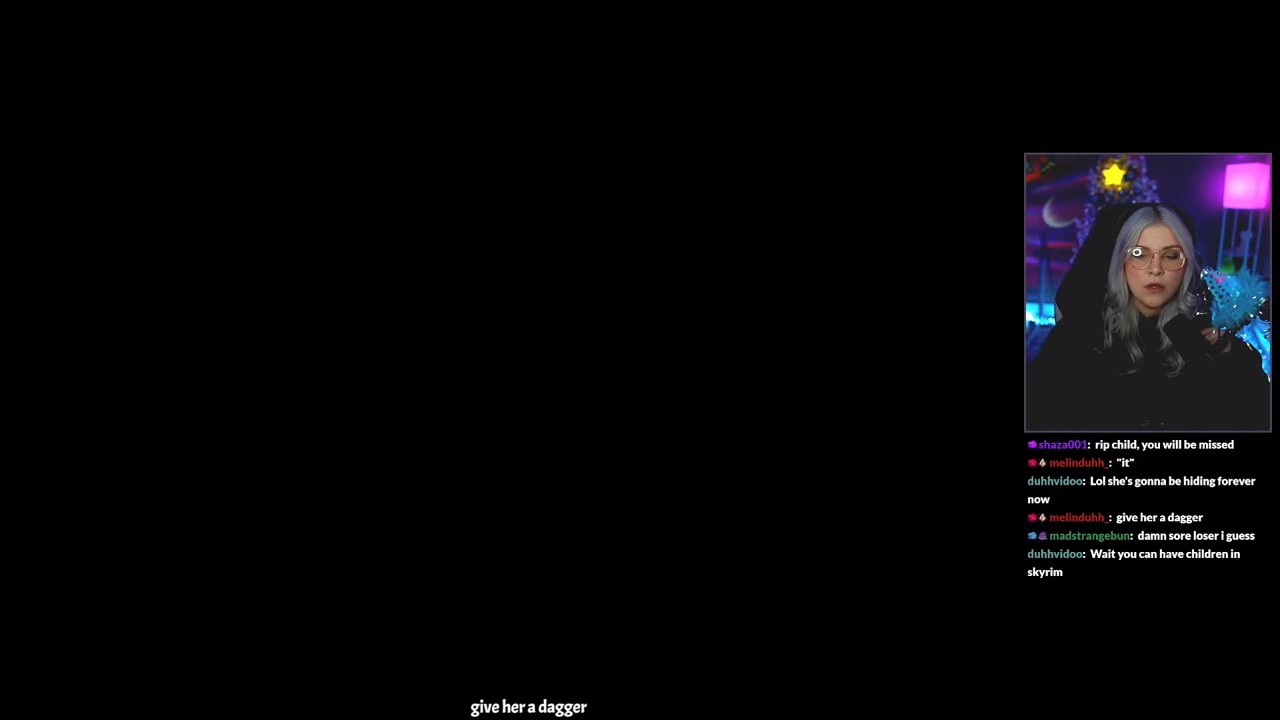 shaza001: rip child, you will be missed
melinduhh_: "it"
duhhvidoo: Lol she's gonna be hiding forever
now
melinduhh_: give her a dagger
madstrangebun: damn sore loser i guess
duhhvidoo: Wait you can have children in
skyrim
give her a dagger